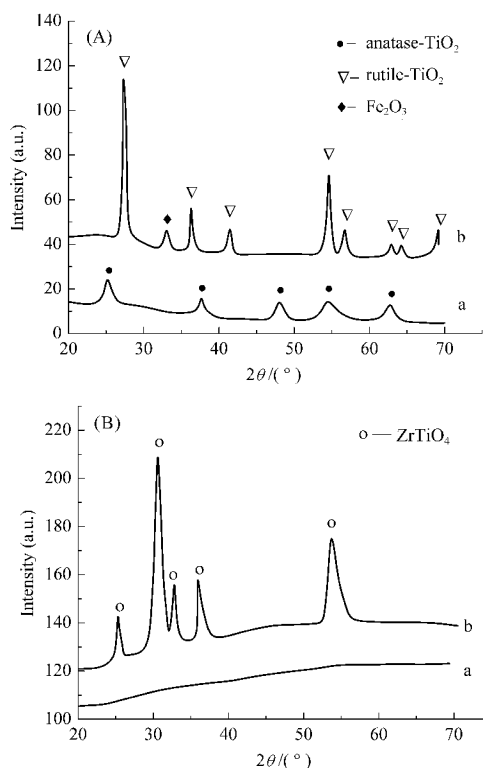 (A)
● – anatase-TiO2
▽ – rutile-TiO2
◆ – Fe2O3
140
120
100
80
60
40
20
0
Intensity (a.u.)
b
a
20 30 40 50 60 70
2θ/( ° )
(B)
o — ZrTiO4
220
200
180
160
140
120
100
Intensity (a.u.)
b
a
20 30 40 50 60 70
2θ/( ° )